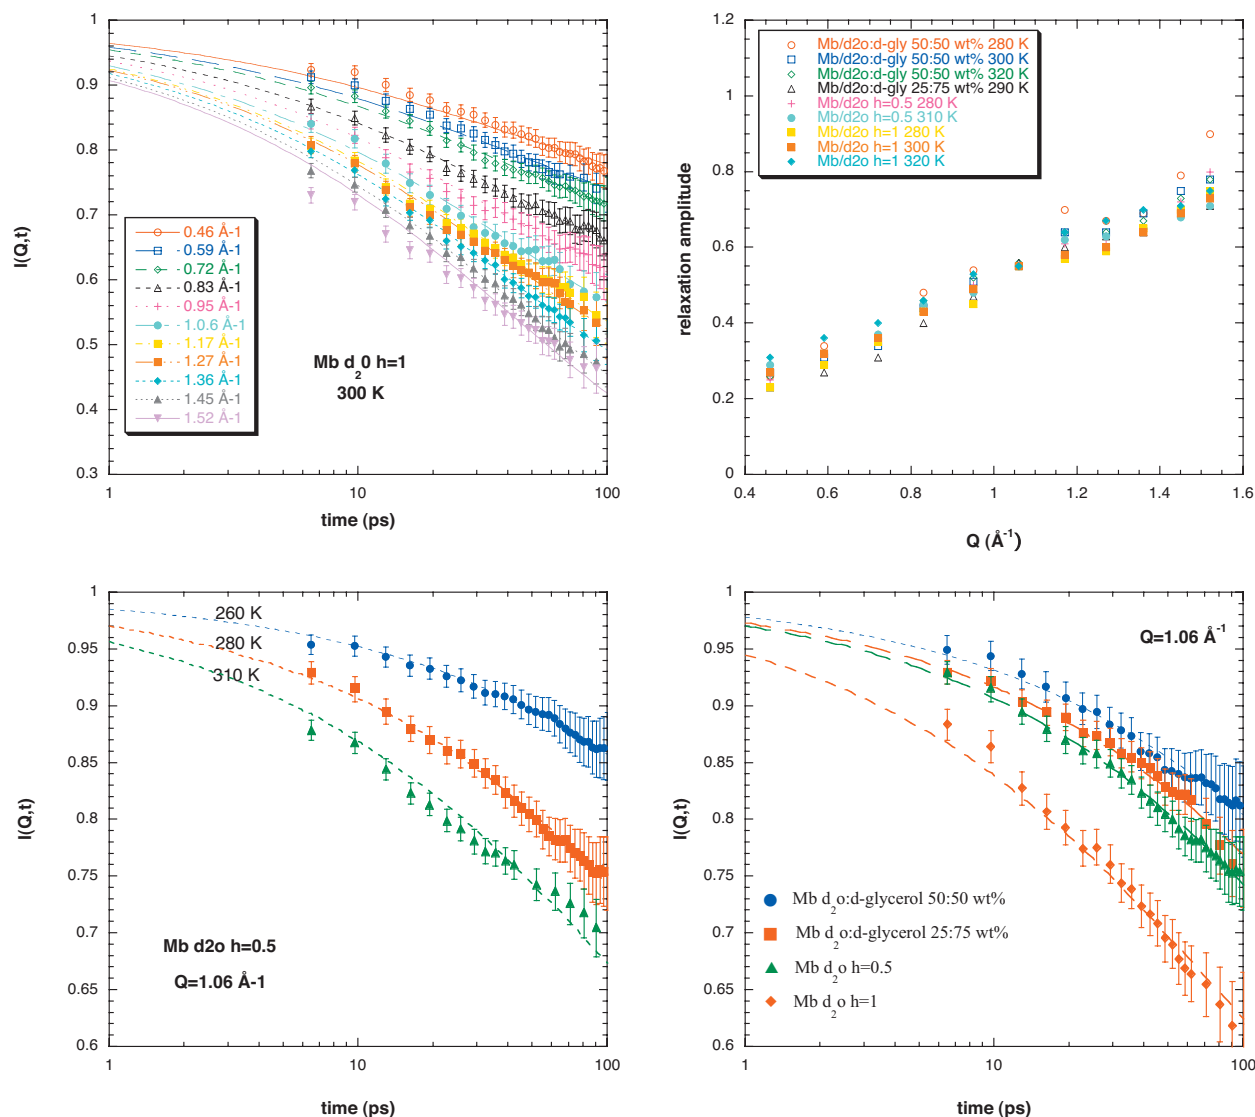 1
0.9
0.8
0.7
0.6
0.5
0.4
0.3
I(Q,t)
0.46 Å-1
0.59 Å-1
0.72 Å-1
0.83 Å-1
0.95 Å-1
1.0.6 Å-1
1.17 Å-1
1.27 Å-1
1.36 Å-1
1.45 Å-1
1.52 Å-1
Mb d₂0 h=1
300 K
1 10 100
time (ps)
1.2
1
0.8
0.6
0.4
0.2
0
relaxation amplitude
Mb/d2o:d-gly 50:50 wt% 280 K
Mb/d2o:d-gly 50:50 wt% 300 K
Mb/d2o:d-gly 50:50 wt% 320 K
Mb/d2o:d-gly 25:75 wt% 290 K
Mb/d2o h=0.5 280 K
Mb/d2o h=0.5 310 K
Mb/d2o h=1 280 K
Mb/d2o h=1 300 K
Mb/d2o h=1 320 K
0.4 0.6 0.8 1 1.2 1.4 1.6
Q (Å⁻¹)
1
0.95
0.9
0.85
0.8
0.75
0.7
0.65
0.6
I(Q,t)
260 K
280 K
310 K
Mb d2o h=0.5
Q=1.06 Å-1
1 10 100
time (ps)
1
0.95
0.9
0.85
0.8
0.75
0.7
0.65
0.6
I(Q,t)
Q=1.06 Å⁻¹
Mb d₂o:d-glycerol 50:50 wt%
Mb d₂o:d-glycerol 25:75 wt%
Mb d₂o h=0.5
Mb d₂o h=1
1 10 100
time (ps)